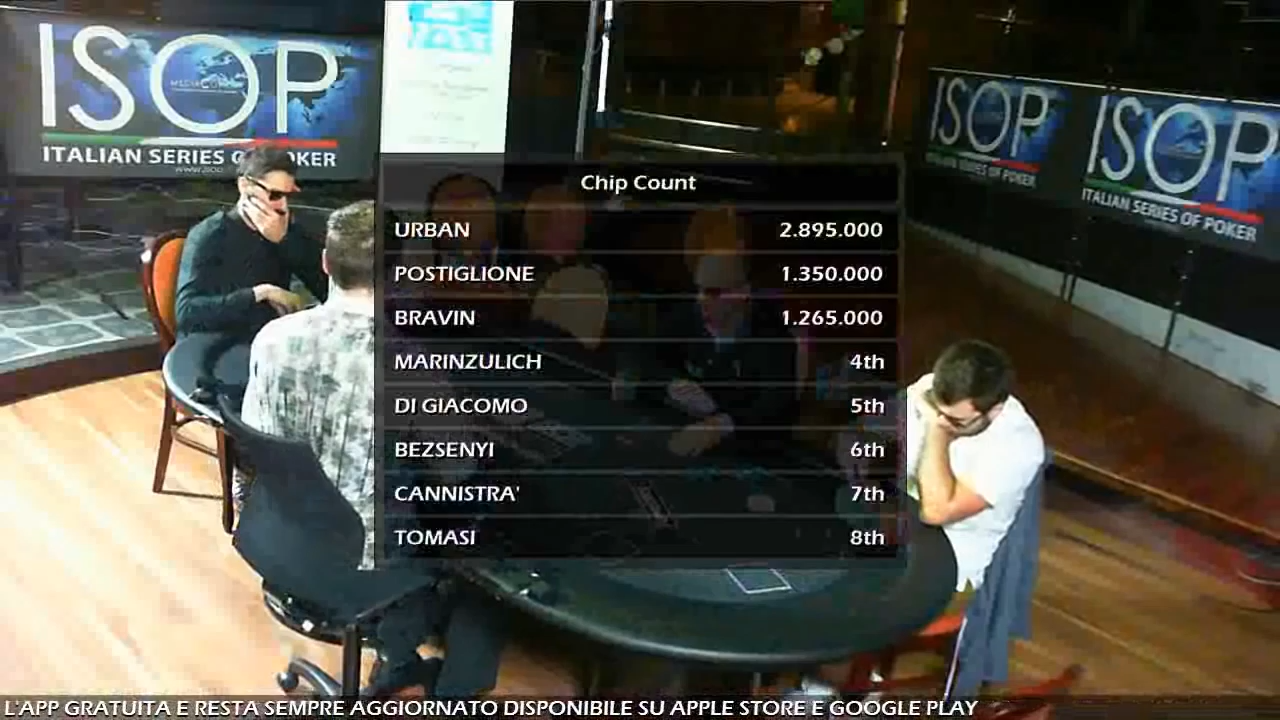 ISOP
MEDIACOM
ITALIAN SERIES OF POKER
ISOP
ITALIAN SERIES OF POKER
ISOP
ITALIAN SERIES OF POKER
Chip Count
URBAN 2.895.000
POSTIGLIONE 1.350.000
BRAVIN 1.265.000
MARINZULICH 4th
DI GIACOMO 5th
BEZSENYI 6th
CANNISTRA' 7th
TOMASI 8th
L'APP GRATUITA E RESTA SEMPRE AGGIORNATO DISPONIBILE SU APPLE STORE E GOOGLE PLAY